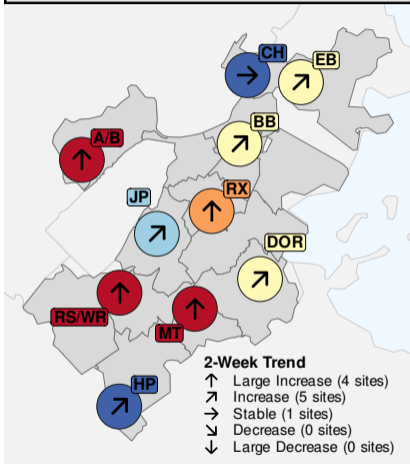 CH
EB
BB
A/B
JP
RX
DOR
RS/WR
MT
HP
2-Week Trend
↑ Large Increase (4 sites)
↗ Increase (5 sites)
→ Stable (1 sites)
↘ Decrease (0 sites)
↓ Large Decrease (0 sites)